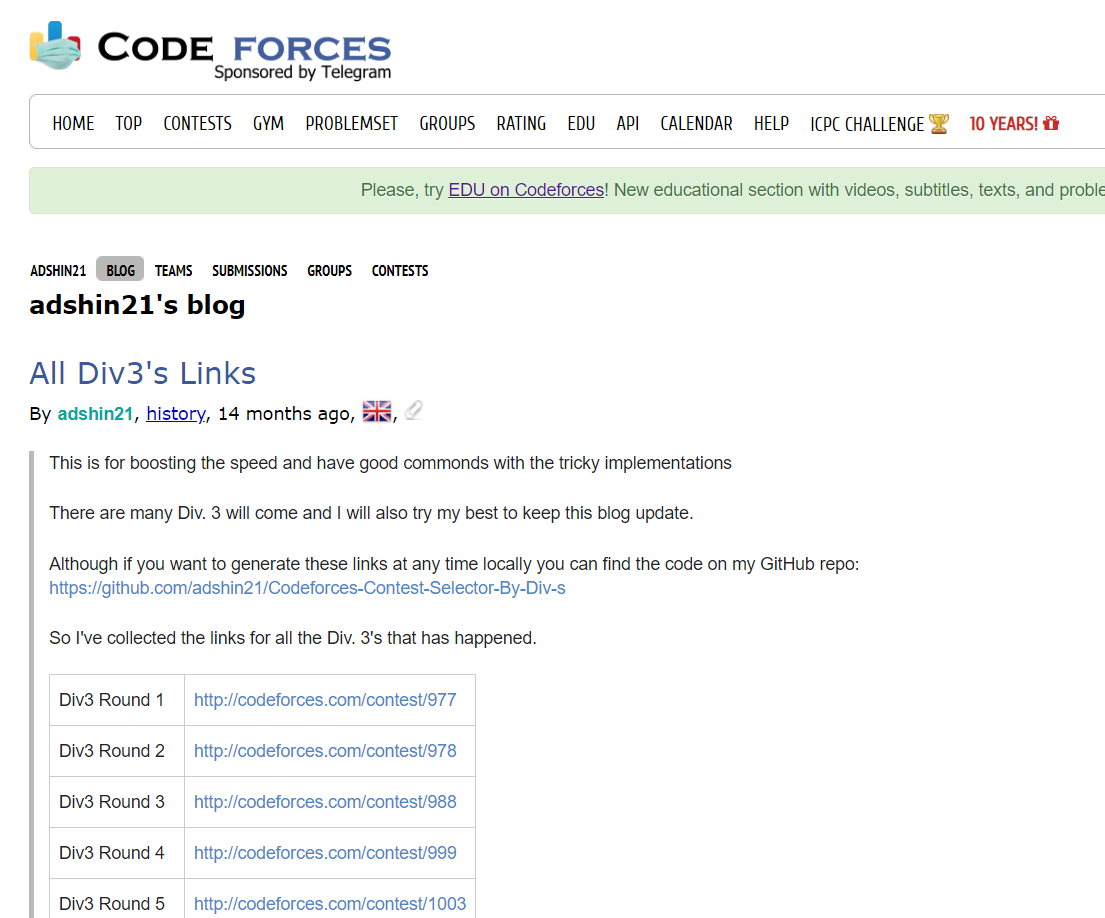 CODE FORCES
Sponsored by Telegram
HOME TOP CONTESTS GYM PROBLEMSET GROUPS RATING EDU API CALENDAR HELP ICPC CHALLENGE 10 YEARS!
Please, try EDU on Codeforces! New educational section with videos, subtitles, texts, and proble
ADSHIN21 BLOG TEAMS SUBMISSIONS GROUPS CONTESTS
adshin21's blog
All Div3's Links
By adshin21, history, 14 months ago, ,
This is for boosting the speed and have good commonds with the tricky implementations
There are many Div. 3 will come and I will also try my best to keep this blog update.
Although if you want to generate these links at any time locally you can find the code on my GitHub repo:
https://github.com/adshin21/Codeforces-Contest-Selector-By-Div-s
So I've collected the links for all the Div. 3's that has happened.
Div3 Round 1 http://codeforces.com/contest/977
Div3 Round 2 http://codeforces.com/contest/978
Div3 Round 3 http://codeforces.com/contest/988
Div3 Round 4 http://codeforces.com/contest/999
Div3 Round 5 http://codeforces.com/contest/1003